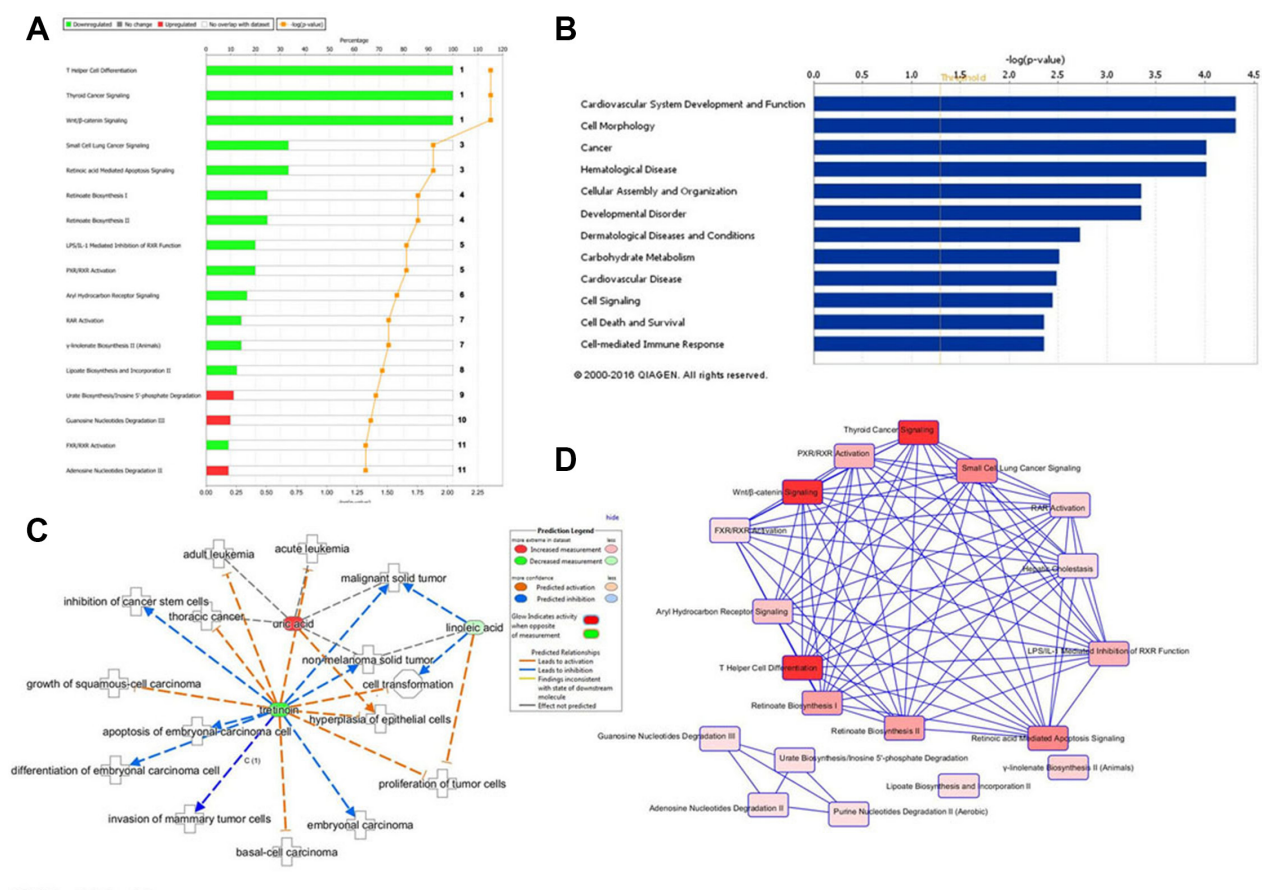 A
Downregulated No change Upregulated No overlap with dataset -log(p-value)
Percentage
0 10 20 30 40 50 60 70 80 90 100 110 120
T Helper Cell Differentiation 1
Thyroid Cancer Signaling 1
Wnt/β-catenin Signaling 1
Small Cell Lung Cancer Signaling 3
Retinoic acid Mediated Apoptosis Signaling 3
Retinoate Biosynthesis I 4
Retinoate Biosynthesis II 4
LPS/IL-1 Mediated Inhibition of RXR Function 5
PXR/RXR Activation 5
Aryl Hydrocarbon Receptor Signaling 6
RAR Activation 7
γ-linolenate Biosynthesis II (Animals) 7
Lipoate Biosynthesis and Incorporation II 8
Urate Biosynthesis/Inosine 5'-phosphate Degradation 9
Guanosine Nucleotides Degradation III 10
FXR/RXR Activation 11
Adenosine Nucleotides Degradation II 11
0.00 0.25 0.50 0.75 1.00 1.25 1.50 1.75 2.00 2.25
B
-log(p-value)
Threshold
0.0 0.5 1.0 1.5 2.0 2.5 3.0 3.5 4.0 4.5
Cardiovascular System Development and Function
Cell Morphology
Cancer
Hematological Disease
Cellular Assembly and Organization
Developmental Disorder
Dermatological Diseases and Conditions
Carbohydrate Metabolism
Cardiovascular Disease
Cell Signaling
Cell Death and Survival
Cell-mediated Immune Response
© 2000-2016 QIAGEN. All rights reserved.
C
adult leukemia
acute leukemia
malignant solid tumor
inhibition of cancer stem cells
thoracic cancer
uric acid
linoleic acid
non-melanoma solid tumor
growth of squamous-cell carcinoma
cell transformation
tretinoin
hyperplasia of epithelial cells
apoptosis of embryonal carcinoma cell
C (1)
differentiation of embryonal carcinoma cell
proliferation of tumor cells
invasion of mammary tumor cells
embryonal carcinoma
basal-cell carcinoma
hide
Prediction Legend
more extreme in dataset less
Increased measurement
Decreased measurement
more confidence less
Predicted activation
Predicted inhibition
Glow Indicates activity
when opposite
of measurement
Predicted Relationships
Leads to activation
Leads to inhibition
Findings inconsistent
with state of downstream
molecule
Effect not predicted
D
Thyroid Cancer Signaling
PXR/RXR Activation
Small Cell Lung Cancer Signaling
Wnt/β-catenin Signaling
RAR Activation
FXR/RXR Activation
Hepatic Cholestasis
Aryl Hydrocarbon Receptor Signaling
LPS/IL-1 Mediated Inhibition of RXR Function
T Helper Cell Differentiation
Retinoate Biosynthesis I
Retinoate Biosynthesis II
Retinoic acid Mediated Apoptosis Signaling
Guanosine Nucleotides Degradation III
Urate Biosynthesis/Inosine 5'-phosphate Degradation
γ-linolenate Biosynthesis II (Animals)
Lipoate Biosynthesis and Incorporation II
Adenosine Nucleotides Degradation II
Purine Nucleotides Degradation II (Aerobic)